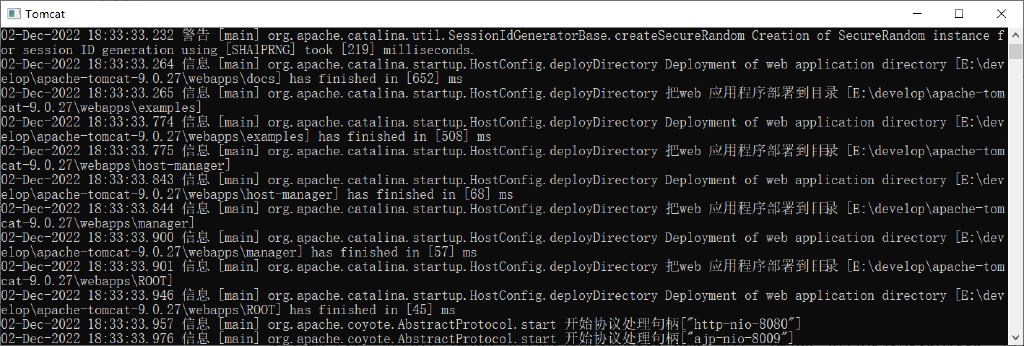 Tomcat
02-Dec-2022 18:33:33.232 警告 [main] org.apache.catalina.util.SessionIdGeneratorBase.createSecureRandom Creation of SecureRandom instance f
or session ID generation using [SHA1PRNG] took [219] milliseconds.
02-Dec-2022 18:33:33.264 信息 [main] org.apache.catalina.startup.HostConfig.deployDirectory Deployment of web application directory [E:\dev
elop\apache-tomcat-9.0.27\webapps\docs] has finished in [652] ms
02-Dec-2022 18:33:33.265 信息 [main] org.apache.catalina.startup.HostConfig.deployDirectory 把web 应用程序部署到目录 [E:\develop\apache-tom
cat-9.0.27\webapps\examples]
02-Dec-2022 18:33:33.774 信息 [main] org.apache.catalina.startup.HostConfig.deployDirectory Deployment of web application directory [E:\dev
elop\apache-tomcat-9.0.27\webapps\examples] has finished in [508] ms
02-Dec-2022 18:33:33.775 信息 [main] org.apache.catalina.startup.HostConfig.deployDirectory 把web 应用程序部署到目录 [E:\develop\apache-tom
cat-9.0.27\webapps\host-manager]
02-Dec-2022 18:33:33.843 信息 [main] org.apache.catalina.startup.HostConfig.deployDirectory Deployment of web application directory [E:\dev
elop\apache-tomcat-9.0.27\webapps\host-manager] has finished in [68] ms
02-Dec-2022 18:33:33.844 信息 [main] org.apache.catalina.startup.HostConfig.deployDirectory 把web 应用程序部署到目录 [E:\develop\apache-tom
cat-9.0.27\webapps\manager]
02-Dec-2022 18:33:33.900 信息 [main] org.apache.catalina.startup.HostConfig.deployDirectory Deployment of web application directory [E:\dev
elop\apache-tomcat-9.0.27\webapps\manager] has finished in [57] ms
02-Dec-2022 18:33:33.901 信息 [main] org.apache.catalina.startup.HostConfig.deployDirectory 把web 应用程序部署到目录 [E:\develop\apache-tom
cat-9.0.27\webapps\ROOT]
02-Dec-2022 18:33:33.946 信息 [main] org.apache.catalina.startup.HostConfig.deployDirectory Deployment of web application directory [E:\dev
elop\apache-tomcat-9.0.27\webapps\ROOT] has finished in [45] ms
02-Dec-2022 18:33:33.957 信息 [main] org.apache.coyote.AbstractProtocol.start 开始协议处理句柄["http-nio-8080"]
02-Dec-2022 18:33:33.976 信息 [main] org.apache.coyote.AbstractProtocol.start 开始协议处理句柄["ajp-nio-8009"]